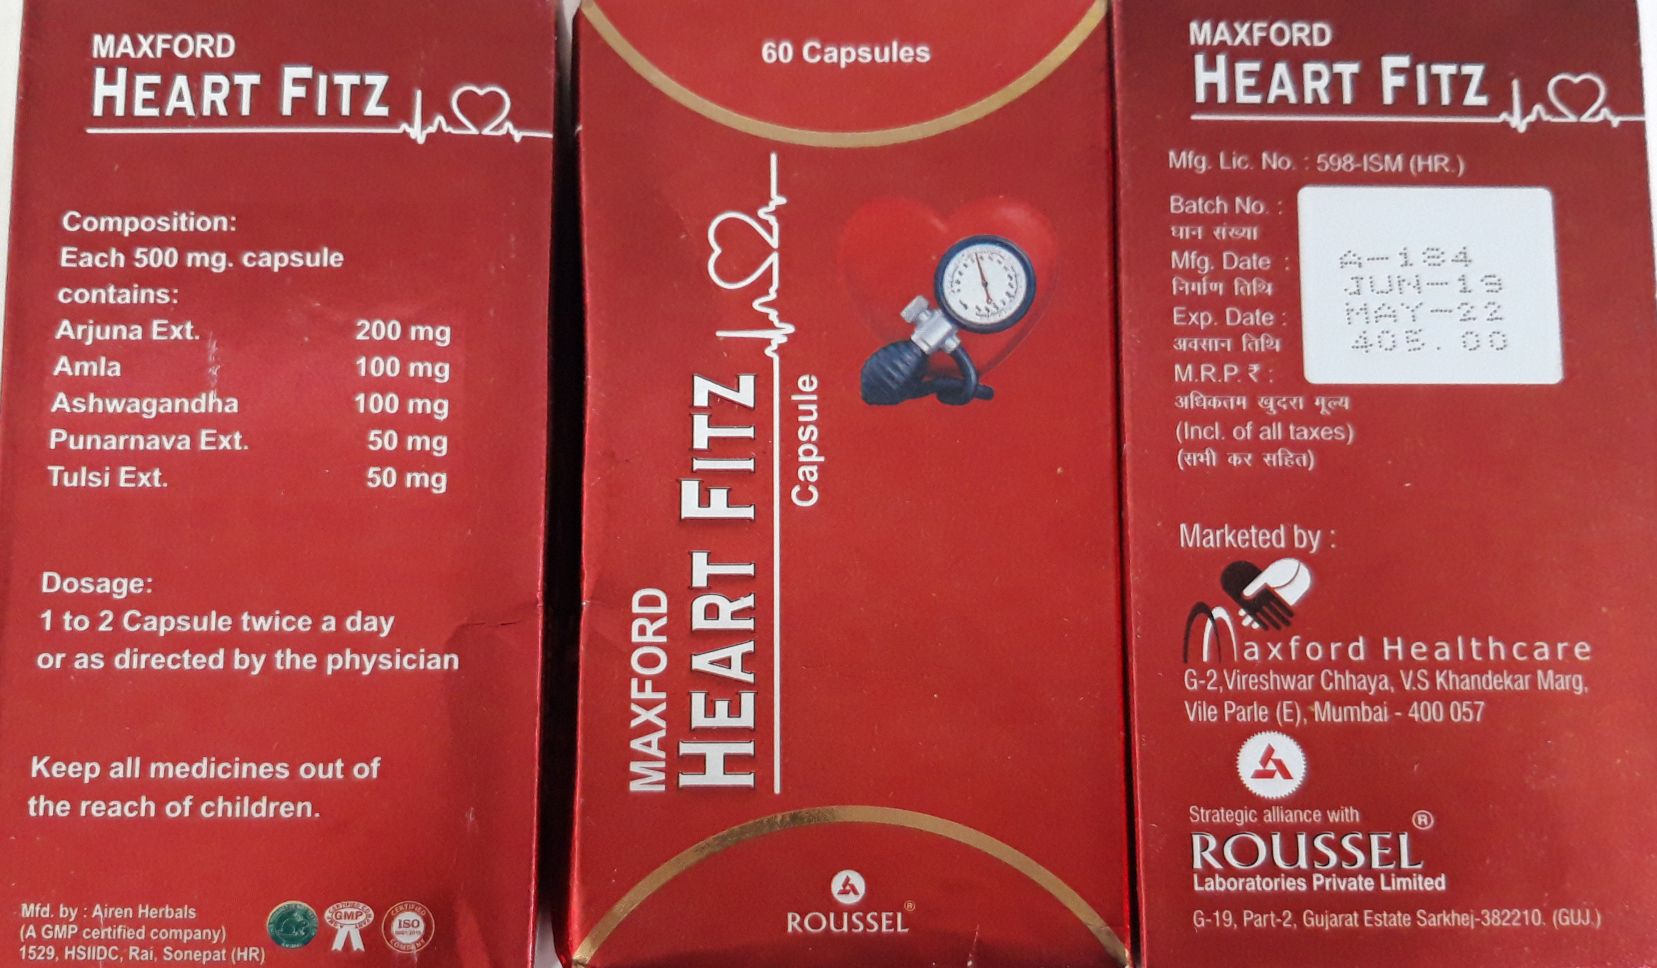 MAXFORD
HEART FITZ
Composition:
Each 500 mg. capsule
contains:
Arjuna Ext. 200 mg
Amla 100 mg
Ashwagandha 100 mg
Punarnava Ext. 50 mg
Tulsi Ext. 50 mg
Dosage:
1 to 2 Capsule twice a day
or as directed by the physician
Keep all medicines out of
the reach of children.
Mfd. by : Airen Herbals
(A GMP certified company)
1529, HSIIDC, Rai, Sonepat (HR)
GMP
CERTIFIED
ISO
COMPANY
60 Capsules
MAXFORD
HEART FITZ
Capsule
ROUSSEL®
MAXFORD
HEART FITZ
Mfg. Lic. No. : 598-ISM (HR.)
Batch No. :
घान संख्या
A-184
Mfg. Date :
निर्माण तिथि
JUN-19
Exp. Date :
अवसान तिथि
MAY-22
M.R.P. ₹ :
405.00
अधिकतम खुदरा मूल्य
(Incl. of all taxes)
(सभी कर सहित)
Marketed by :
Maxford Healthcare
G-2,Vireshwar Chhaya, V.S Khandekar Marg,
Vile Parle (E), Mumbai - 400 057
Strategic alliance with
ROUSSEL®
Laboratories Private Limited
G-19, Part-2, Gujarat Estate Sarkhej-382210. (GUJ.)